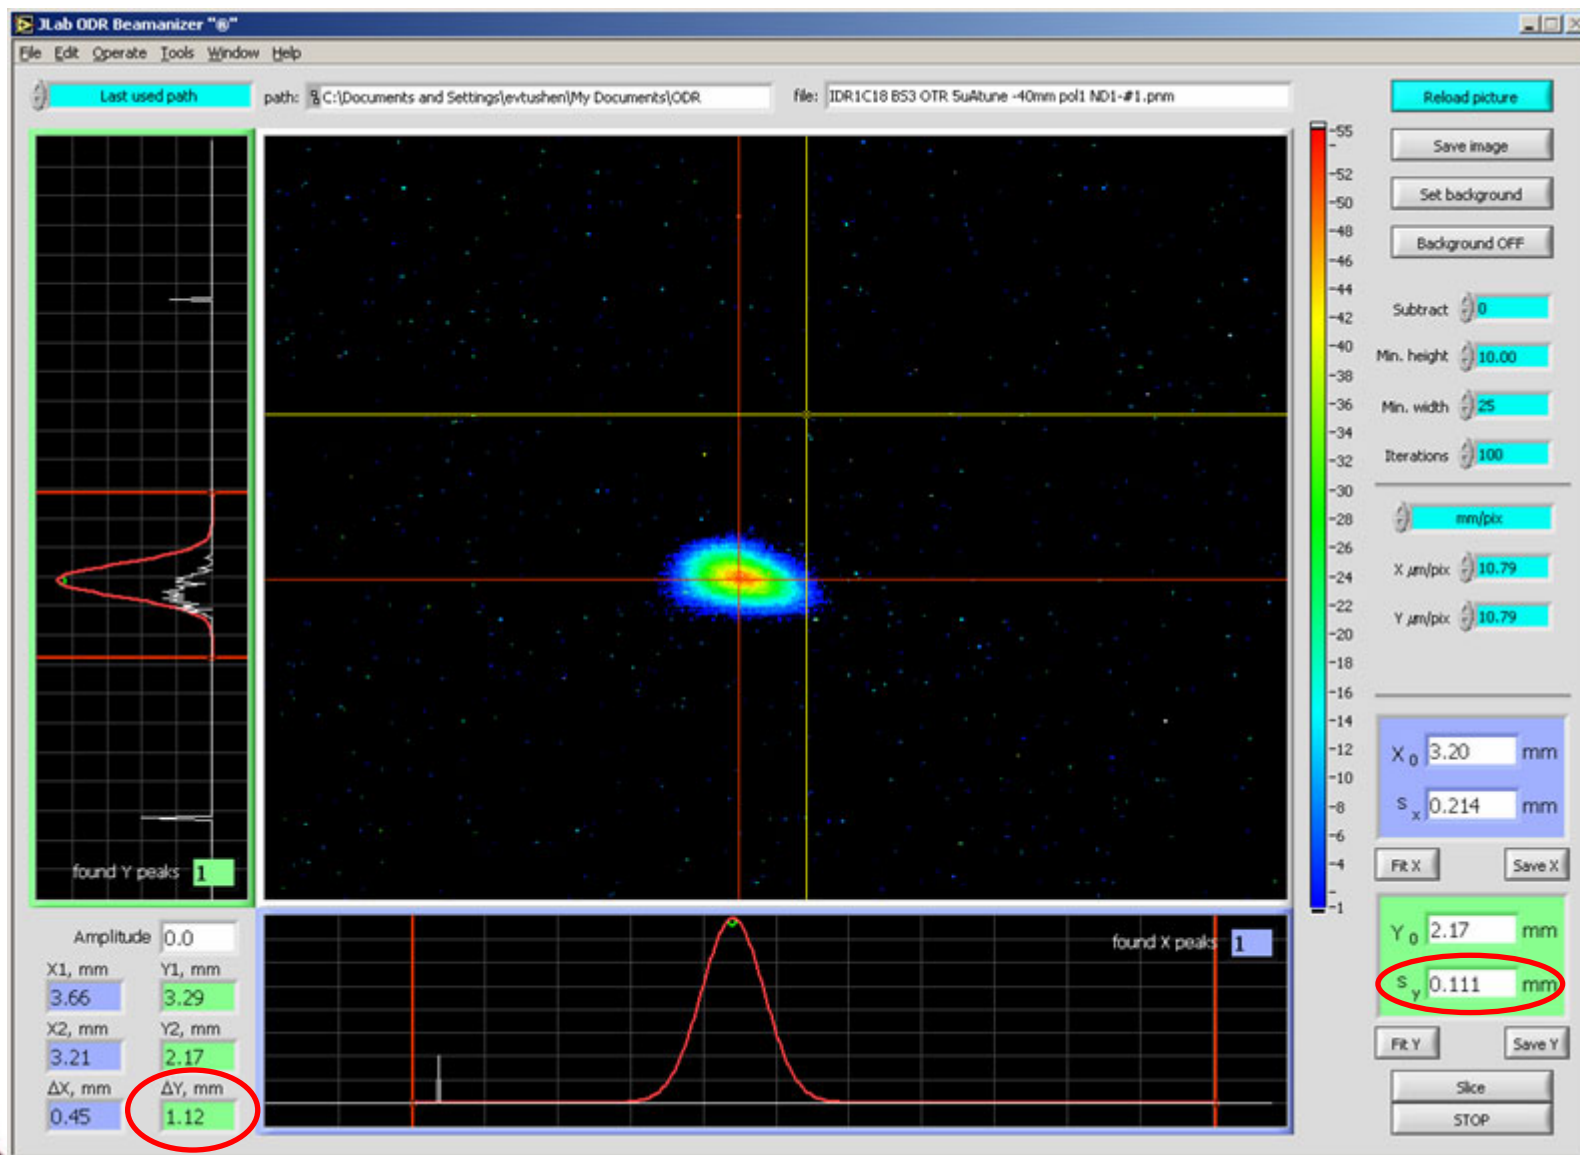 JLab ODR Beamanizer "®"
File Edit Operate Tools Window Help
Last used path path: C:\Documents and Settings\evtushen\My Documents\ODR file: IDR1C18 BS3 OTR 5uAtune -40mm pol1 ND1-#1.pnm
Reload picture
Save image
Set background
Background OFF
Subtract 0
Min. height 10.00
Min. width 25
Iterations 100
mm/pix
X µm/pix 10.79
Y µm/pix 10.79
-55
-52
-50
-48
-46
-44
-42
-40
-38
-36
-34
-32
-30
-28
-26
-24
-22
-20
-18
-16
-14
-12
-10
-8
-6
-4
-1
found Y peaks 1
X0 3.20 mm
Sx 0.214 mm
Fit X Save X
Y0 2.17 mm
Sy 0.111 mm
Fit Y Save Y
Slice
STOP
found X peaks 1
Amplitude 0.0
X1, mm Y1, mm
3.66 3.29
X2, mm Y2, mm
3.21 2.17
ΔX, mm ΔY, mm
0.45 1.12